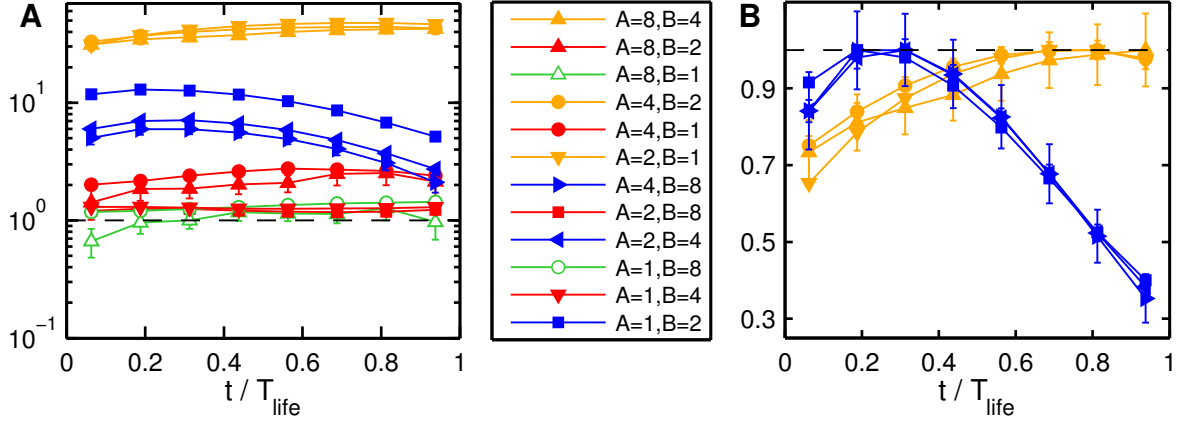 A
10^1
10^0
10^-1
0
0.2
0.4
0.6
0.8
1
t / T_life
A=8,B=4
A=8,B=2
A=8,B=1
A=4,B=2
A=4,B=1
A=2,B=1
A=4,B=8
A=2,B=8
A=2,B=4
A=1,B=8
A=1,B=4
A=1,B=2
B
0.9
0.7
0.5
0.3
0
0.2
0.4
0.6
0.8
1
t / T_life